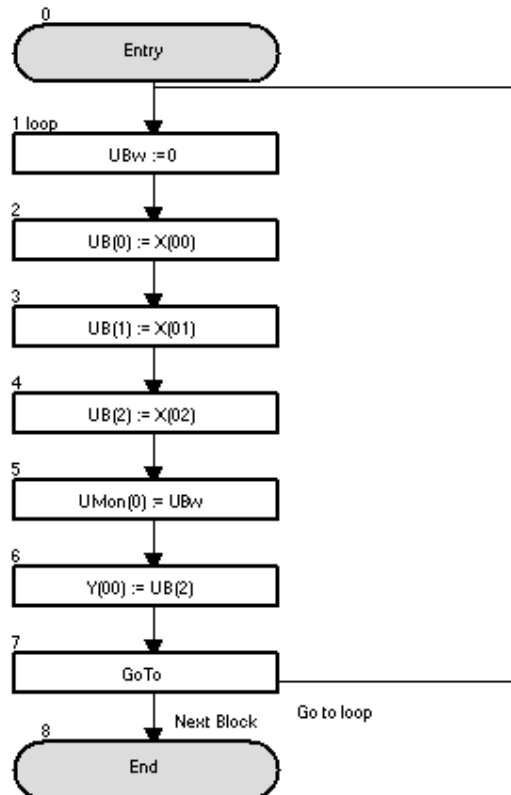 0
Entry
1 loop
UBw :=0
2
UB(0) := X(00)
3
UB(1) := X(01)
4
UB(2) := X(02)
5
UMon(0) := UBw
6
Y(00) := UB(2)
7
GoTo
Go to loop
Next Block
8
End